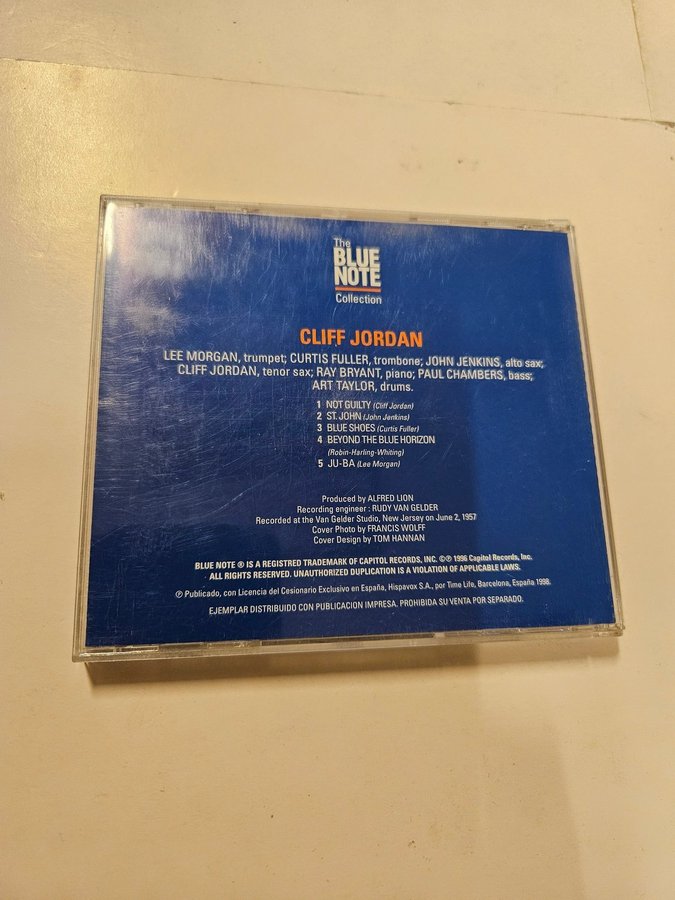 The
BLUE
NOTE
Collection
CLIFF JORDAN
LEE MORGAN, trumpet; CURTIS FULLER, trombone; JOHN JENKINS, alto sax;
CLIFF JORDAN, tenor sax; RAY BRYANT, piano; PAUL CHAMBERS, bass;
ART TAYLOR, drums.
1 NOT GUILTY (Cliff Jordan)
2 ST. JOHN (John Jenkins)
3 BLUE SHOES (Curtis Fuller)
4 BEYOND THE BLUE HORIZON
(Robin-Harling-Whiting)
5 JU-BA (Lee Morgan)
Produced by ALFRED LION
Recording engineer : RUDY VAN GELDER
Recorded at the Van Gelder Studio, New Jersey on June 2, 1957
Cover Photo by FRANCIS WOLFF
Cover Design by TOM HANNAN
BLUE NOTE ® IS A REGISTRED TRADEMARK OF CAPITOL RECORDS, INC. ©℗ 1996 Capitol Records, Inc.
ALL RIGHTS RESERVED. UNAUTHORIZED DUPLICATION IS A VIOLATION OF APPLICABLE LAWS.
℗ Publicado, con Licencia del Cesionario Exclusivo en España, Hispavox S.A., por Time Life, Barcelona, España 1998.
EJEMPLAR DISTRIBUIDO CON PUBLICACION IMPRESA. PROHIBIDA SU VENTA POR SEPARADO.